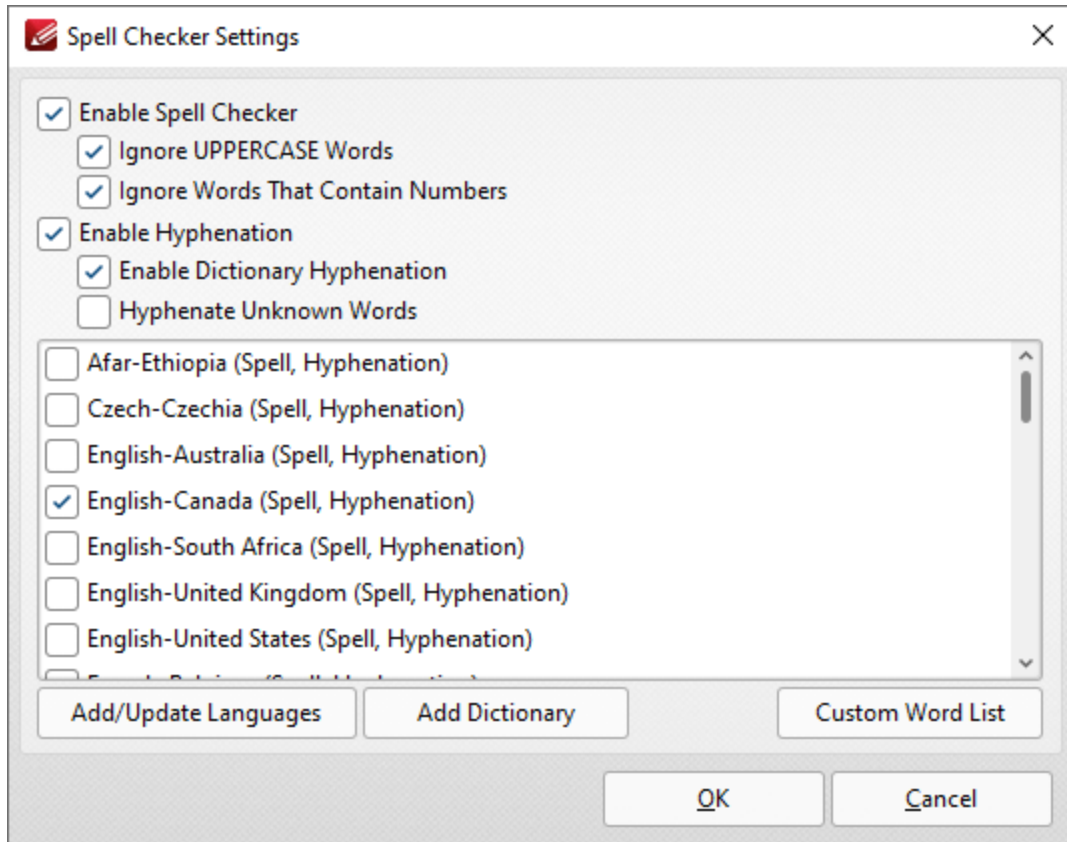 Spell Checker Settings
Enable Spell Checker
Ignore UPPERCASE Words
Ignore Words That Contain Numbers
Enable Hyphenation
Enable Dictionary Hyphenation
Hyphenate Unknown Words
Afar-Ethiopia (Spell, Hyphenation)
Czech-Czechia (Spell, Hyphenation)
English-Australia (Spell, Hyphenation)
English-Canada (Spell, Hyphenation)
English-South Africa (Spell, Hyphenation)
English-United Kingdom (Spell, Hyphenation)
English-United States (Spell, Hyphenation)
Add/Update Languages Add Dictionary Custom Word List
OK Cancel